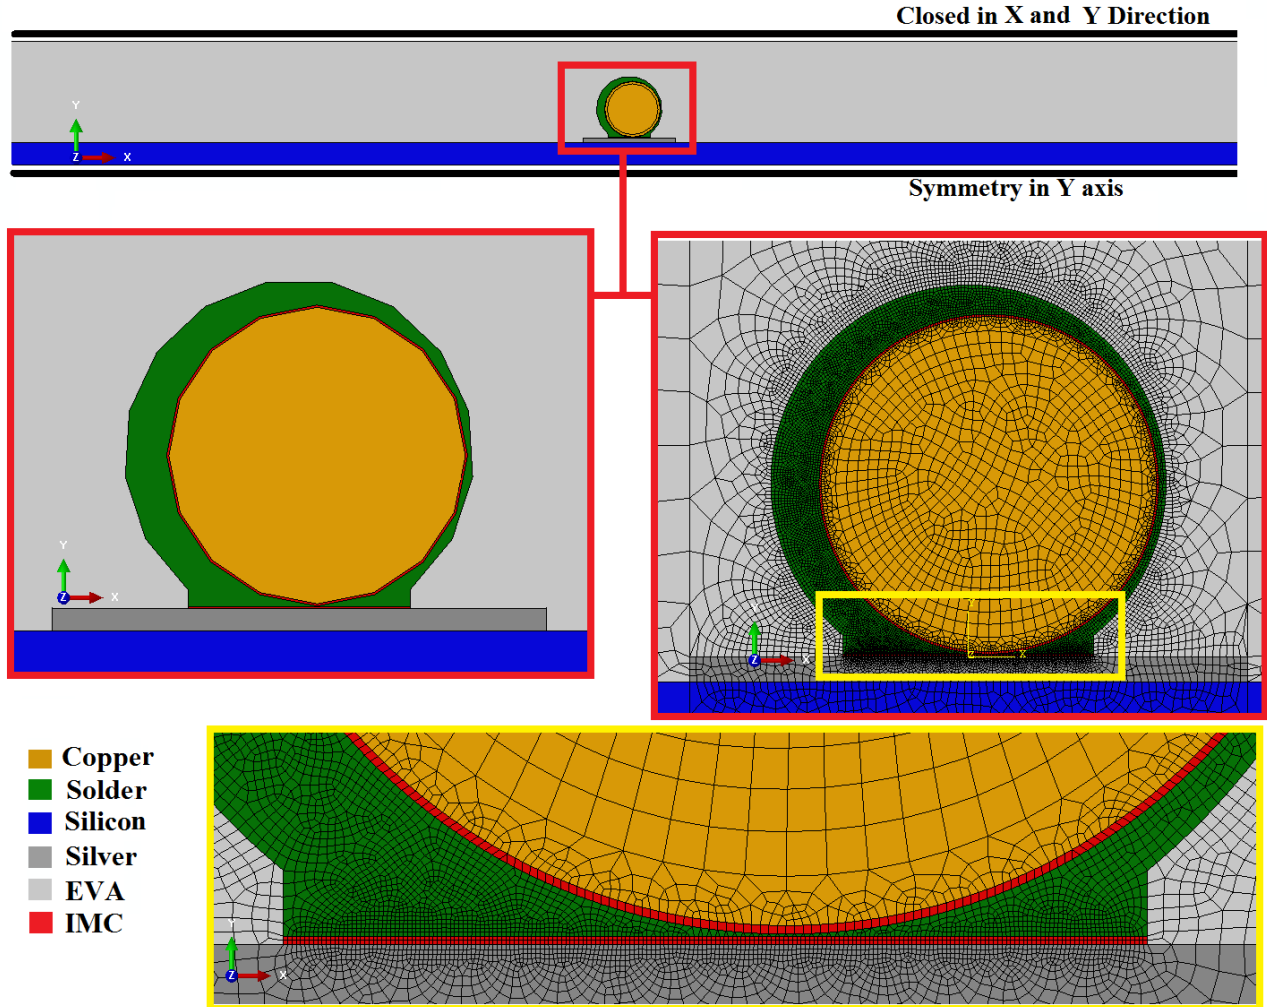 Closed in X and Y Direction
Y
Z
X
Symmetry in Y axis
Y
Z
X
Y
Z
X
Y
Z
X
Copper
Solder
Silicon
Silver
EVA
IMC
Y
Z
X